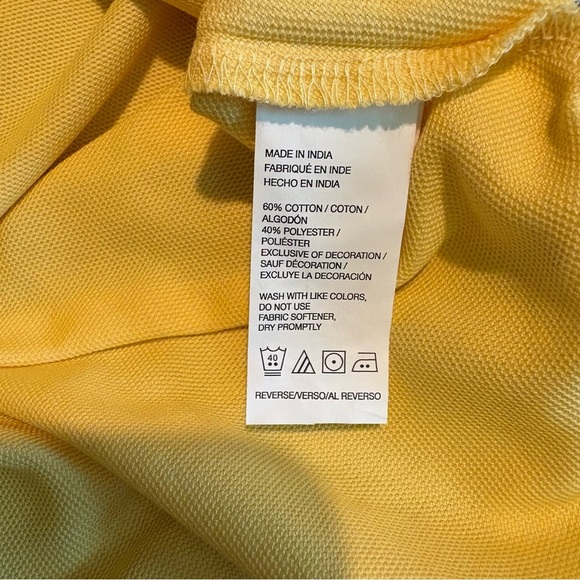 MADE IN INDIA
FABRIQUÉ EN INDE
HECHO EN INDIA
60% COTTON / COTON /
ALGODÓN
40% POLYESTER /
POLIÉSTER
EXCLUSIVE OF DECORATION /
SAUF DÉCORATION /
EXCLUYE LA DECORACIÓN
WASH WITH LIKE COLORS,
DO NOT USE
FABRIC SOFTENER,
DRY PROMPTLY
40
REVERSE/VERSO/AL REVERSO